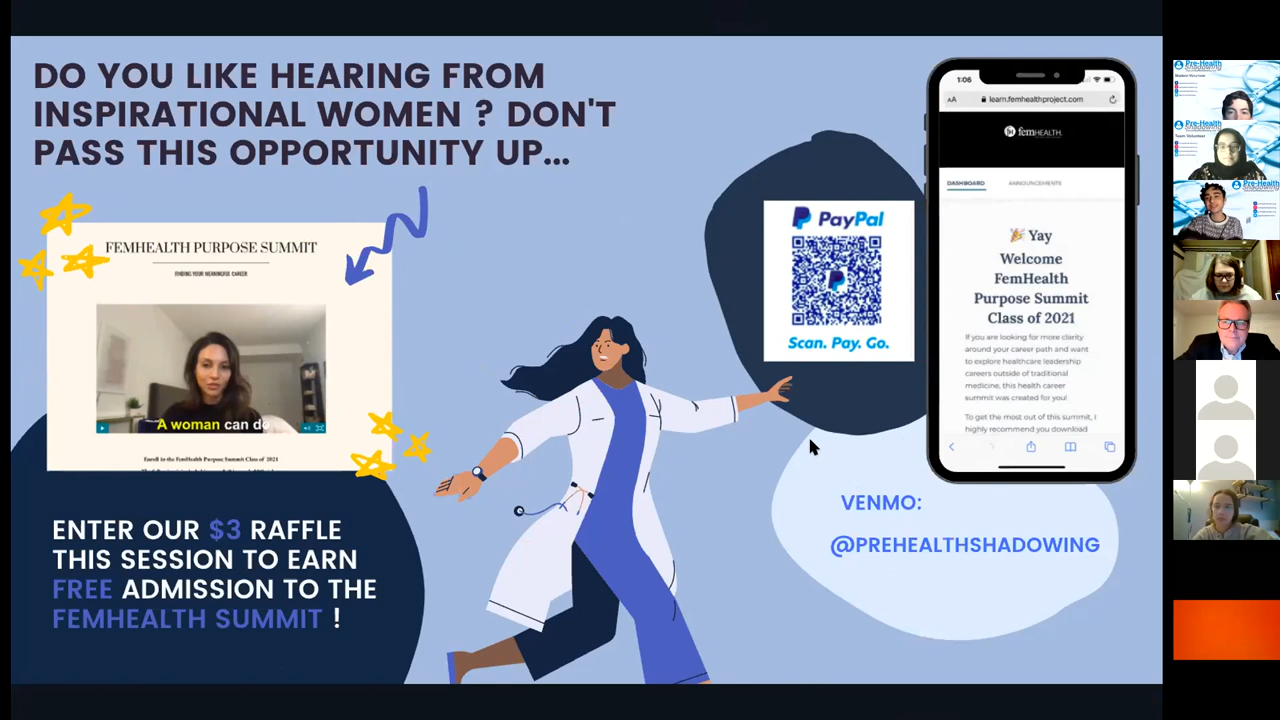 DO YOU LIKE HEARING FROM
INSPIRATIONAL WOMEN ? DON'T
PASS THIS OPPORTUNITY UP...
FEMHEALTH PURPOSE SUMMIT
FINDING YOUR MEANINGFUL CAREER
A woman can do
Enroll in the FemHealth Purpose Summit Class of 2021
ENTER OUR $3 RAFFLE
THIS SESSION TO EARN
FREE ADMISSION TO THE
FEMHEALTH SUMMIT !
PayPal
Scan. Pay. Go.
1:06
AA
learn.femhealthproject.com
femHEALTH.
DASHBOARD
ANNOUNCEMENTS
Yay
Welcome
FemHealth
Purpose Summit
Class of 2021
If you are looking for more clarity
around your career path and want
to explore healthcare leadership
careers outside of traditional
medicine, this health career
summit was created for you!
To get the most out of this summit, I
highly recommend you download
VENMO:
@PREHEALTHSHADOWING
Pre-Health
Shadowing
Pre-Health
Shadowing
Pre-Health
Shadowing